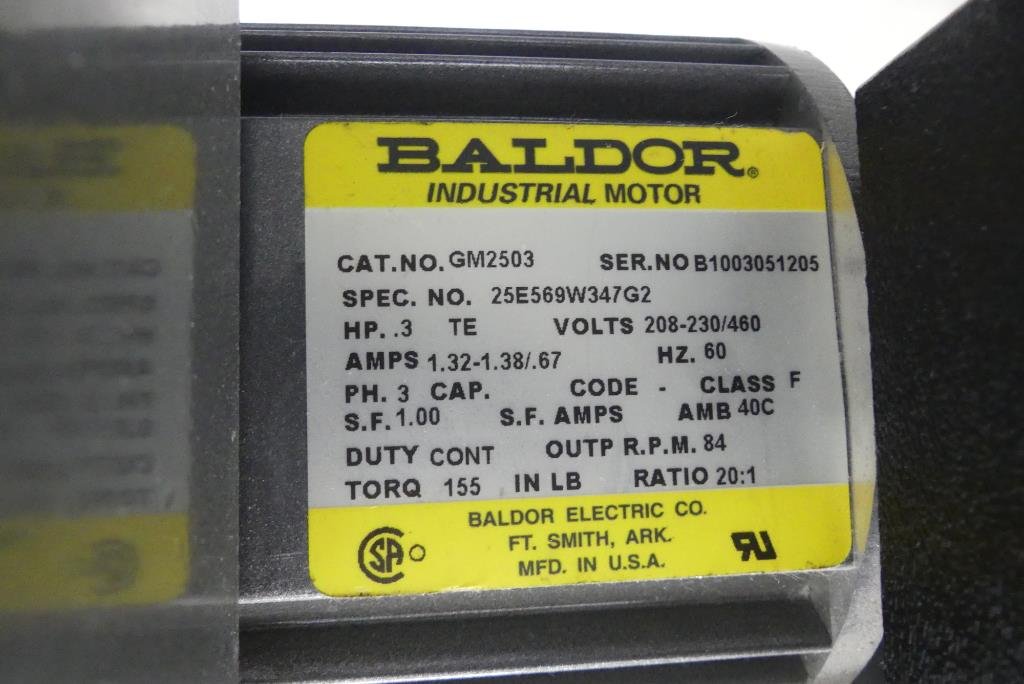 BALDOR®
INDUSTRIAL MOTOR
CAT.NO. GM2503 SER.NO B1003051205
SPEC. NO. 25E569W347G2
HP. .3 TE VOLTS 208-230/460
AMPS 1.32-1.38/.67 HZ. 60
PH. 3 CAP. CODE - CLASS F
S.F. 1.00 S.F. AMPS AMB 40C
DUTY CONT OUTP R.P.M. 84
TORQ 155 IN LB RATIO 20:1
BALDOR ELECTRIC CO.
FT. SMITH, ARK.
MFD. IN U.S.A.
SA
RU